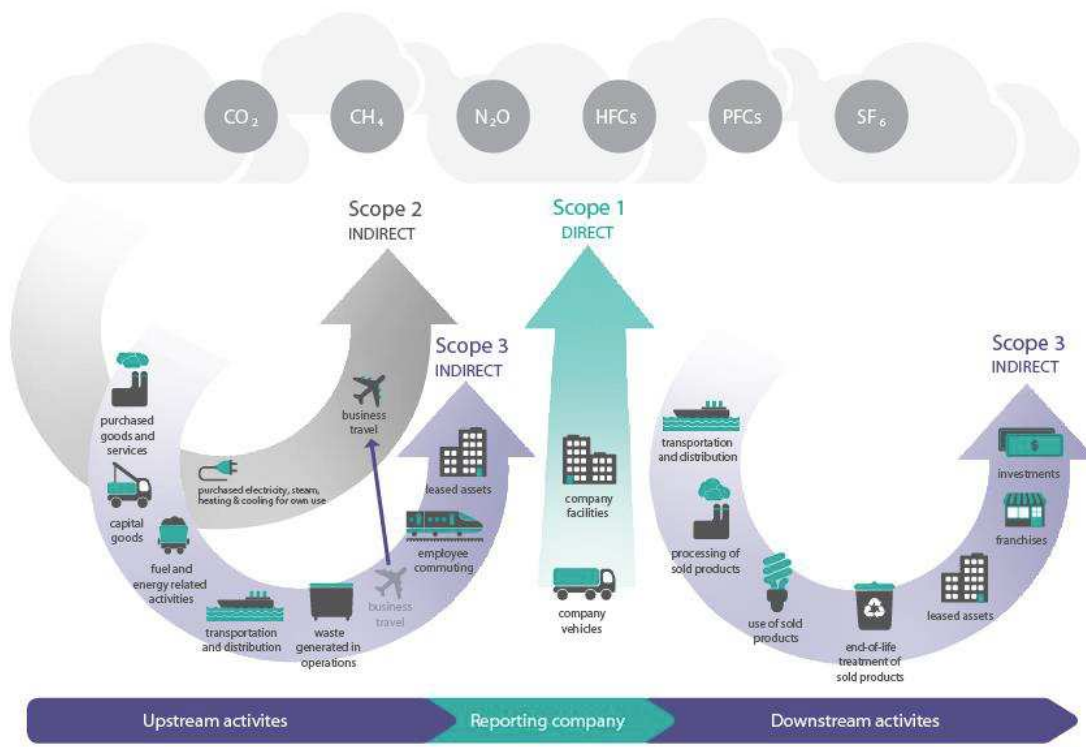 CO₂
CH₄
N₂O
HFCs
PFCs
SF₆
Scope 2
INDIRECT
Scope 1
DIRECT
Scope 3
INDIRECT
Scope 3
INDIRECT
purchased
goods and
services
capital
goods
fuel and
energy related
activities
purchased electricity, steam,
heating & cooling for own use
business
travel
transportation
and distribution
waste
generated in
operations
business
travel
employee
commuting
leased assets
company
facilities
company
vehicles
transportation
and distribution
processing of
sold products
use of sold
products
end-of-life
treatment of
sold products
leased assets
franchises
$
investments
Upstream activites
Reporting company
Downstream activites